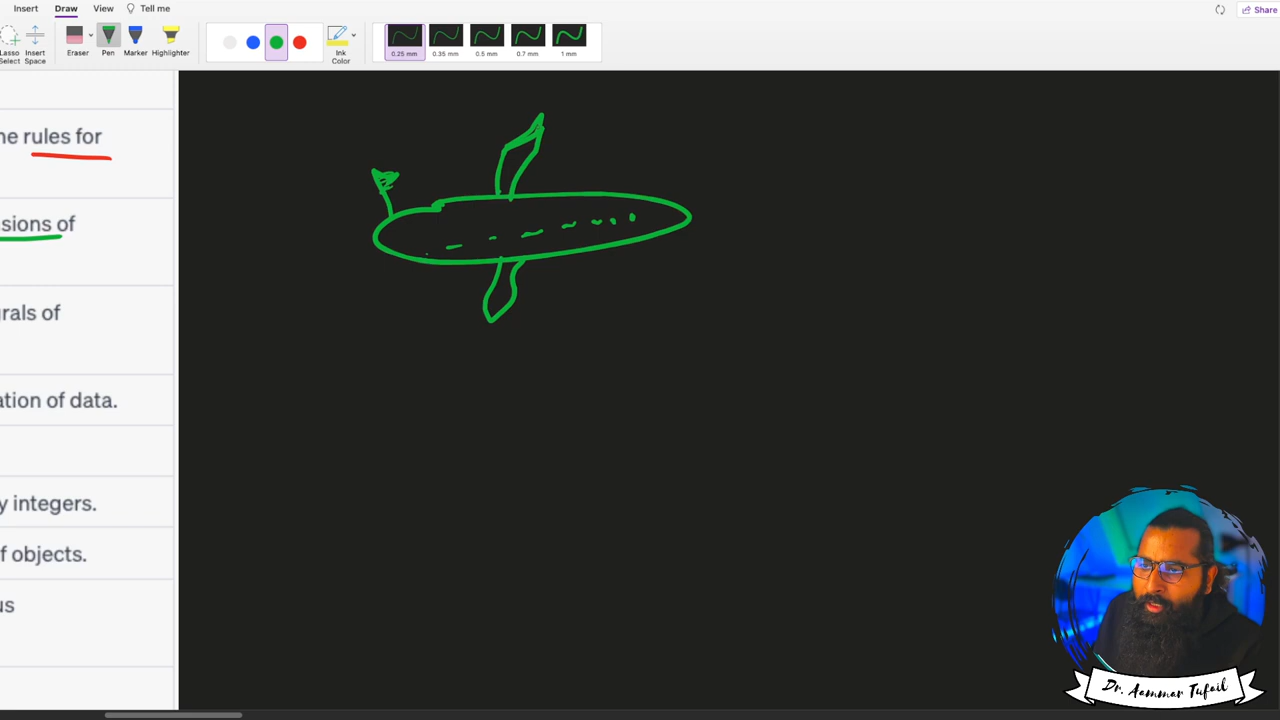 Insert View Tell me Share
Draw
Lasso Select
Insert Space
Eraser
Pen
Marker
Highlighter
Ink Color
0.25 mm
0.35 mm
0.5 mm
0.7 mm
1 mm
ne rules for
sions of
rals of
ation of data.
y integers.
f objects.
us
Dr. Aammar Tufail